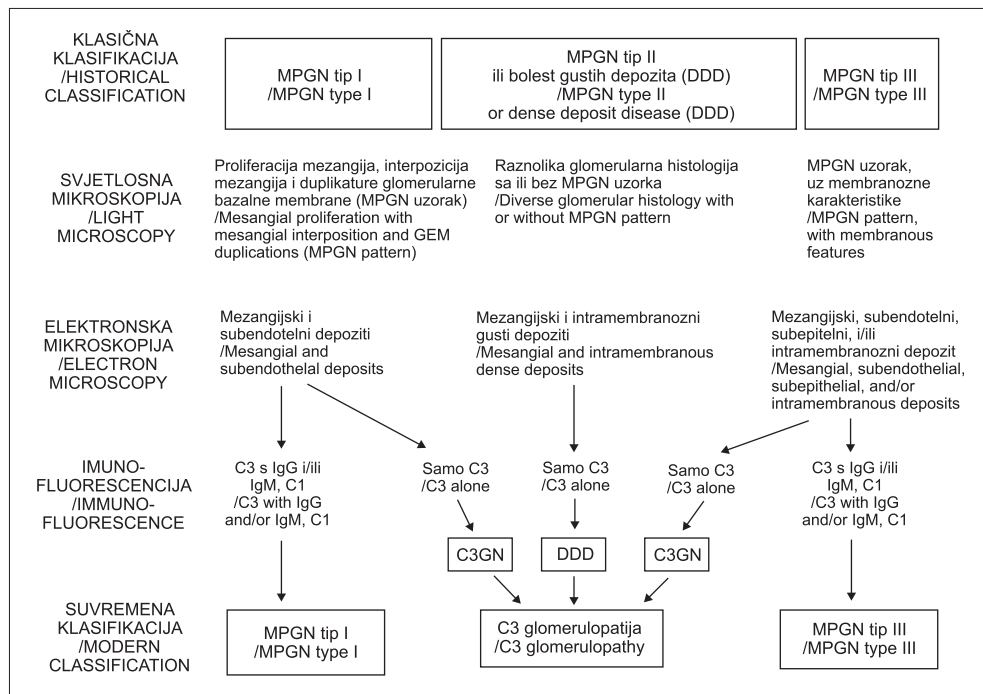 KLASIČNA
KLASIFIKACIJA
/HISTORICAL
CLASSIFICATION
MPGN tip I
/MPGN type I
MPGN tip II
ili bolest gustih depozita (DDD)
/MPGN type II
or dense deposit disease (DDD)
MPGN tip III
/MPGN type III
SVJETLOSNA
MIKROSKOPIJA
/LIGHT
MICROSCOPY
Proliferacija mezangija, interpozicija
mezangija i duplikature glomerularne
bazalne membrane (MPGN uzorak)
/Mesangial proliferation with
mesangial interposition and GEM
duplications (MPGN pattern)
Raznolika glomerularna histologija
sa ili bez MPGN uzorka
/Diverse glomerular histology with
or without MPGN pattern
MPGN uzorak,
uz membranozne
karakteristike
/MPGN pattern,
with membranous
features
ELEKTRONSKA
MIKROSKOPIJA
/ELECTRON
MICROSCOPY
Mezangijski i
subendotelni depoziti
/Mesangial and
subendothelal deposits
Mezangijski i intramembranozni
gusti depoziti
/Mesangial and intramembranous
dense deposits
Mezangijski, subendotelni,
subepitelni, i/ili
intramembranozni depozit
/Mesangial, subendothelial,
subepithelial, and/or
intramembranous deposits
IMUNO-
FLUORESCENCIJA
/IMMUNO-
FLUORESCENCE
C3 s IgG i/ili
IgM, C1
/C3 with IgG
and/or IgM, C1
Samo C3
/C3 alone
Samo C3
/C3 alone
Samo C3
/C3 alone
C3 s IgG i/ili
IgM, C1
/C3 with IgG
and/or IgM, C1
C3GN
DDD
C3GN
SUVREMENA
KLASIFIKACIJA
/MODERN
CLASSIFICATION
MPGN tip I
/MPGN type I
C3 glomerulopatija
/C3 glomerulopathy
MPGN tip III
/MPGN type III